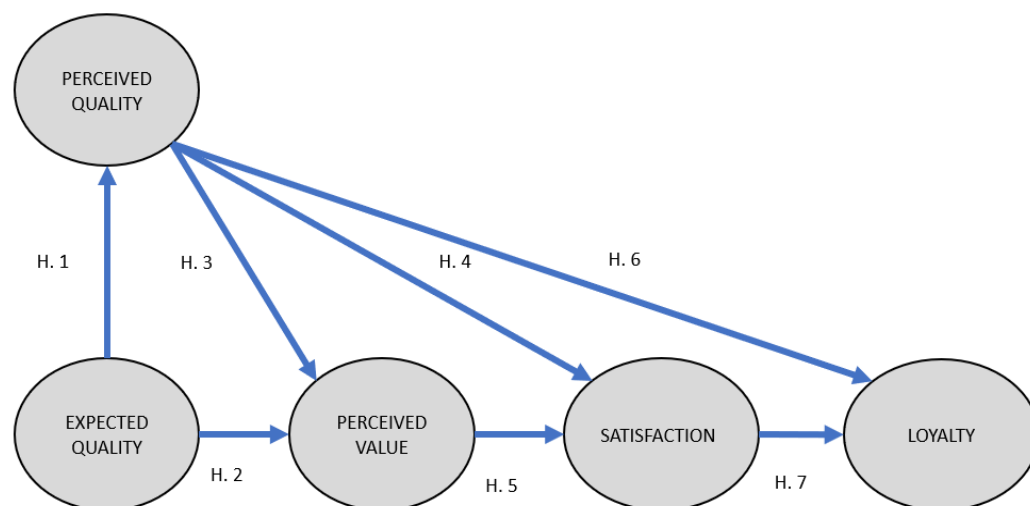 PERCEIVED
QUALITY
H. 1
H. 3
H. 4
H. 6
EXPECTED
QUALITY
PERCEIVED
VALUE
SATISFACTION
LOYALTY
H. 2
H. 5
H. 7